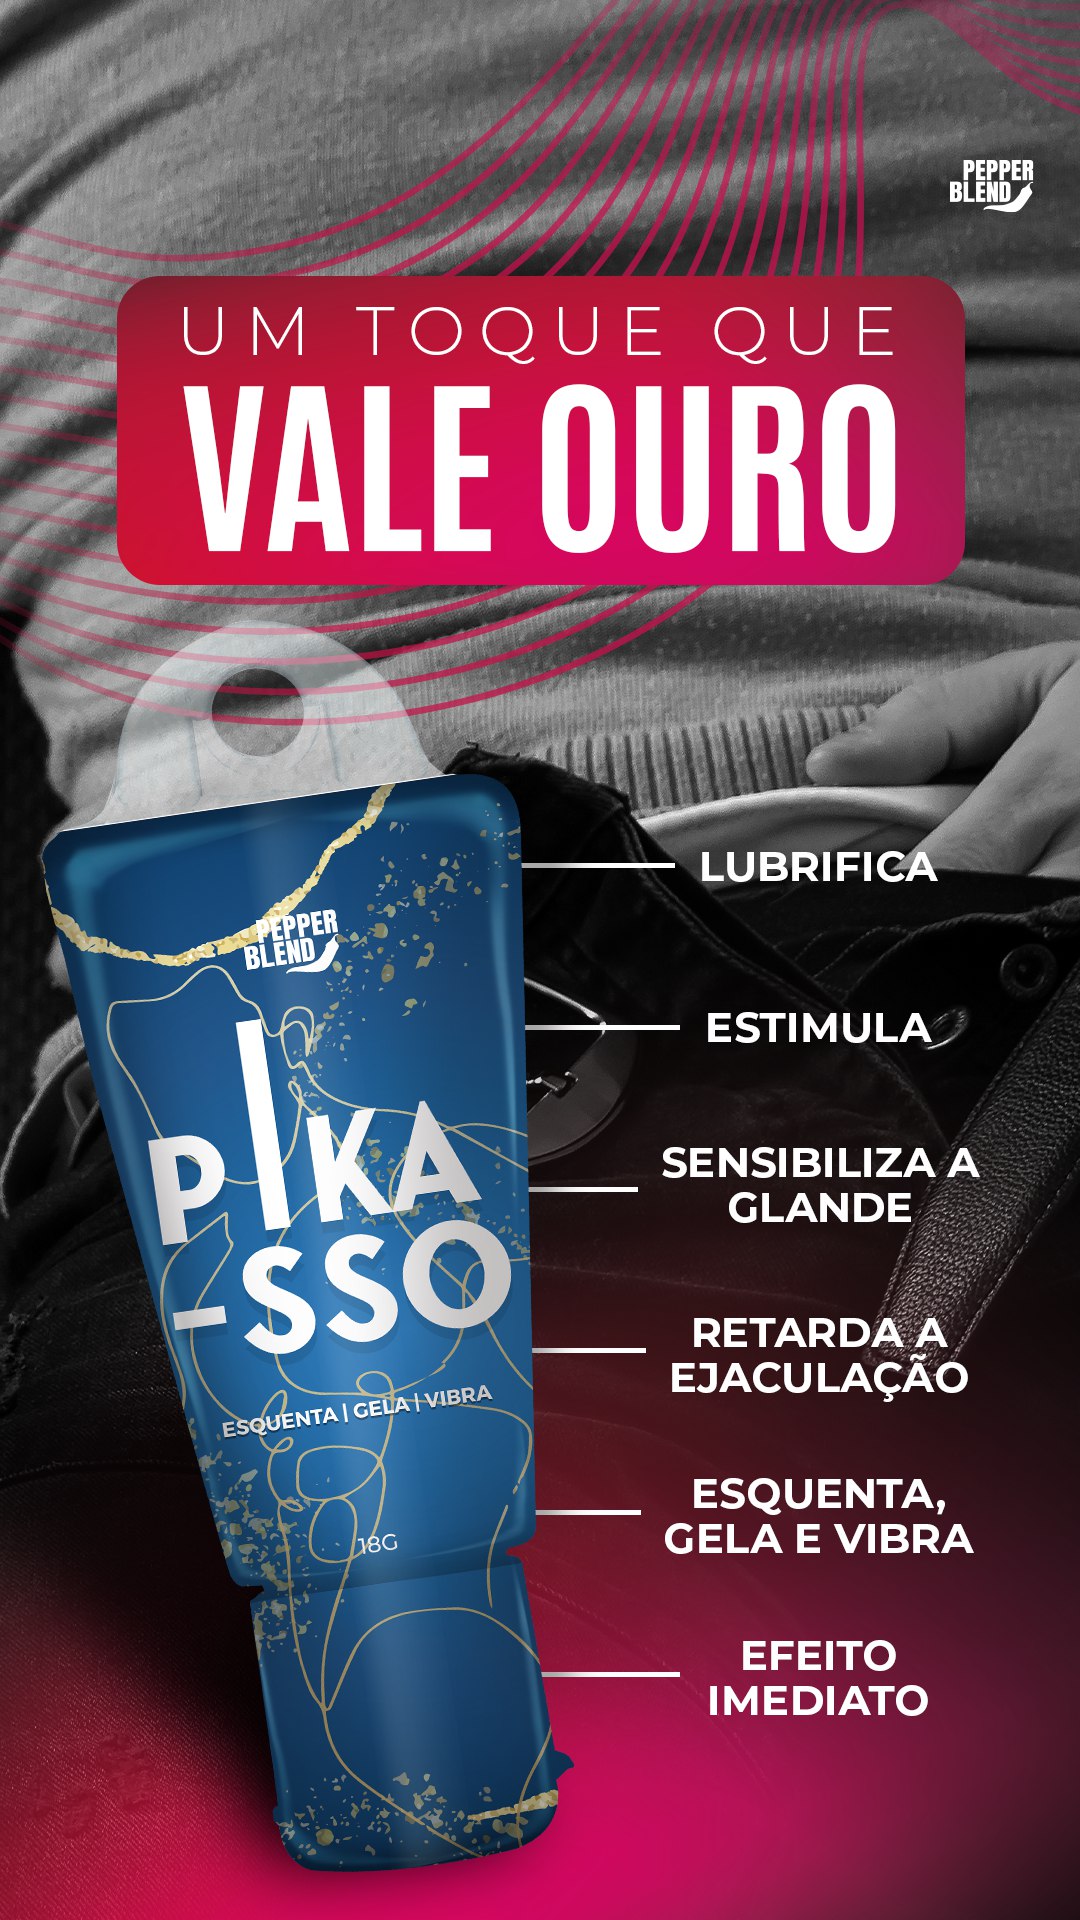 PEPPER
BLEND
UM TOQUE QUE
VALE OURO
PEPPER
BLEND
PIKA
-SSO
ESQUENTA | GELA | VIBRA
18G
LUBRIFICA
ESTIMULA
SENSIBILIZA A
GLANDE
RETARDA A
EJACULAÇÃO
ESQUENTA,
GELA E VIBRA
EFEITO
IMEDIATO